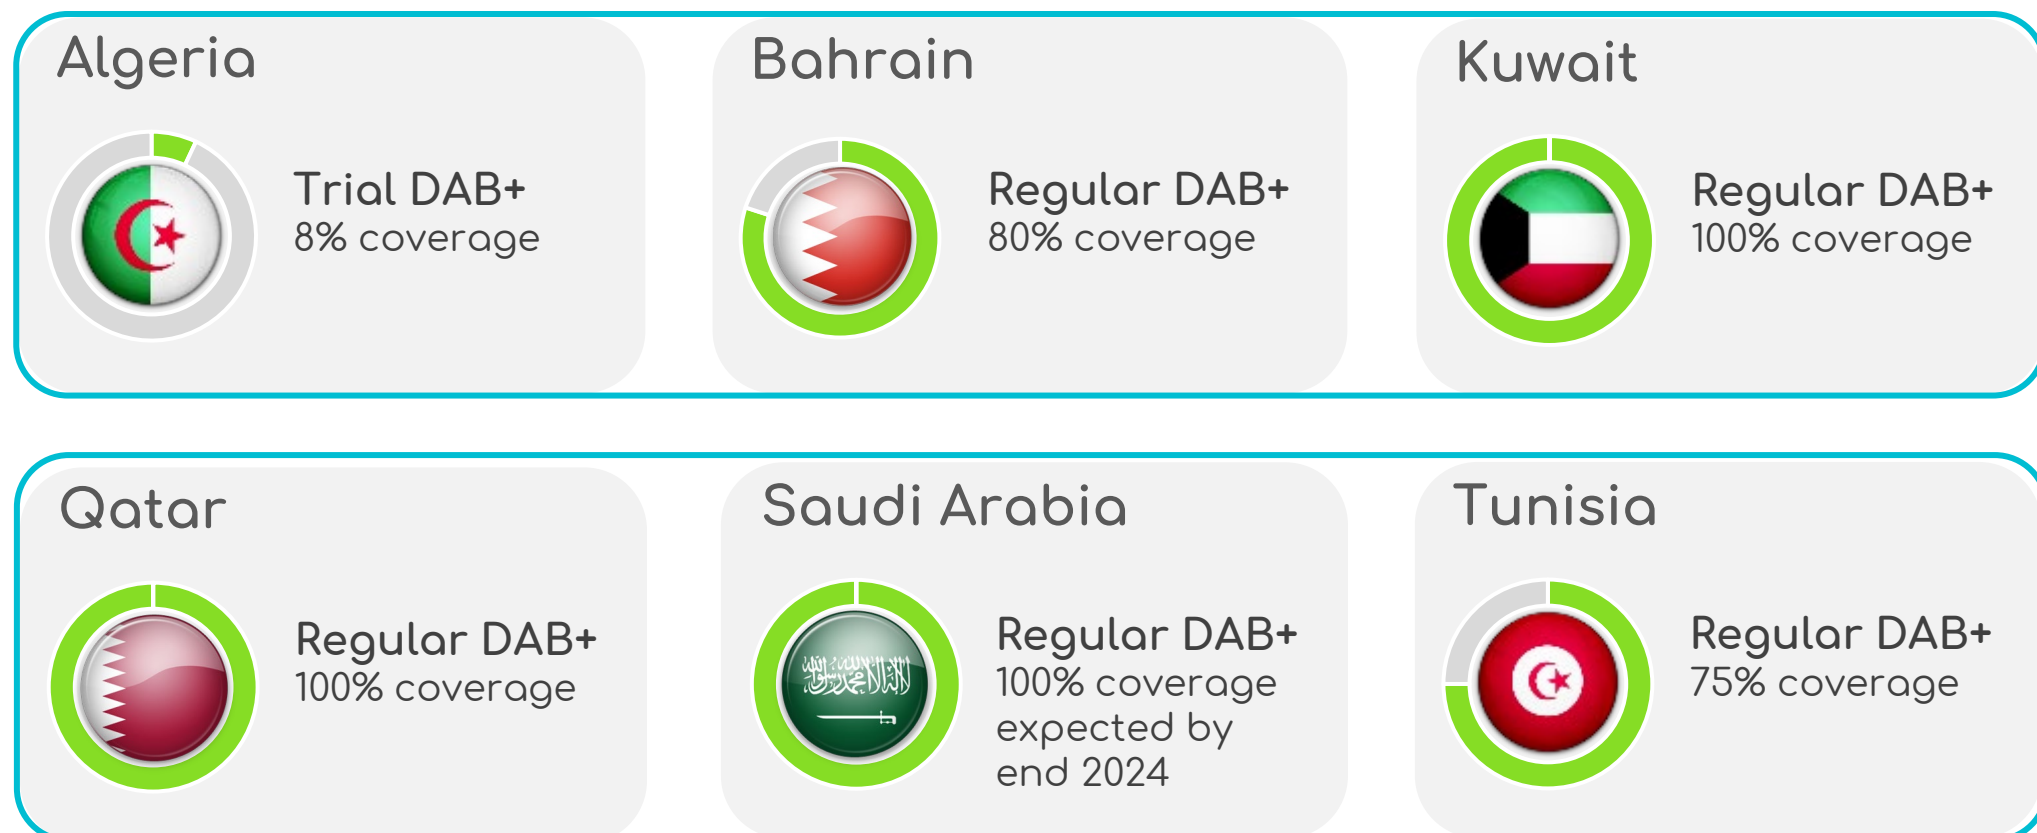 Algeria
Trial DAB+
8% coverage
Bahrain
Regular DAB+
80% coverage
Kuwait
Regular DAB+
100% coverage
Qatar
Regular DAB+
100% coverage
Saudi Arabia
Regular DAB+
100% coverage
expected by
end 2024
Tunisia
Regular DAB+
75% coverage